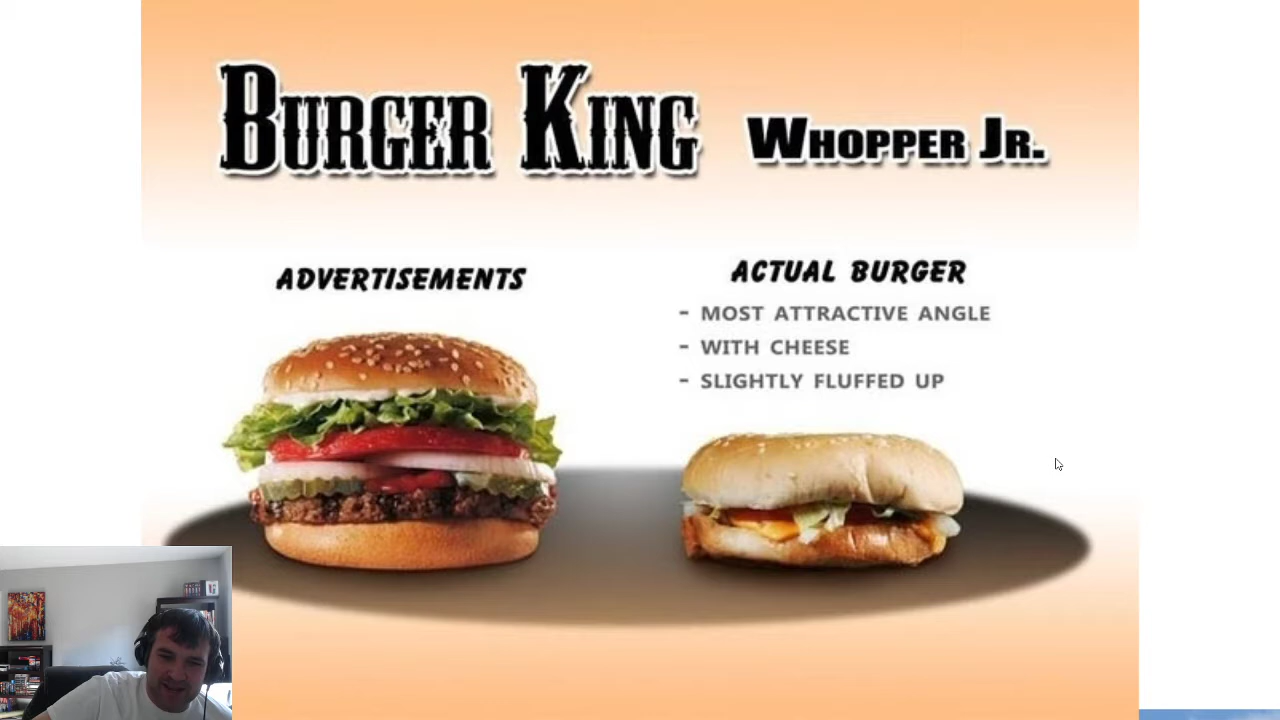 BURGER KING WHOPPER JR.
ADVERTISEMENTS
ACTUAL BURGER
- MOST ATTRACTIVE ANGLE
- WITH CHEESE
- SLIGHTLY FLUFFED UP